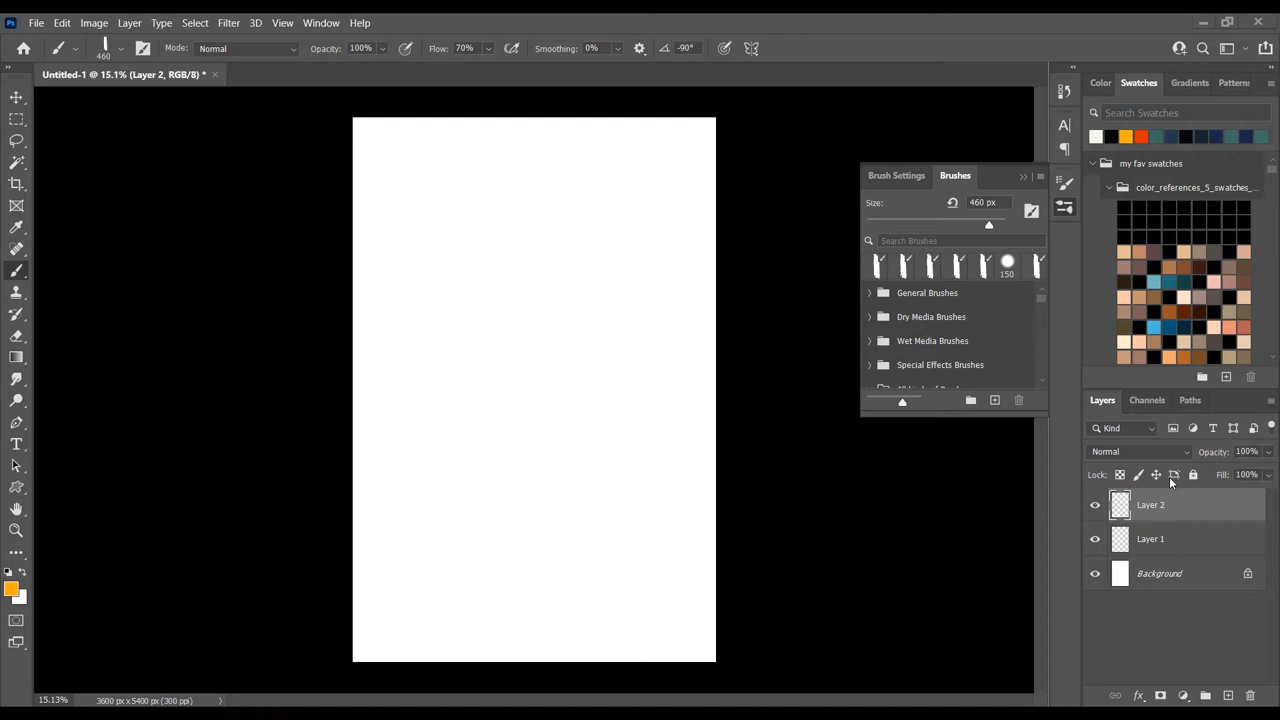 Ps File Edit Image Layer Type Select Filter 3D View Window Help
460 Mode: Normal Opacity: 100% Flow: 70% Smoothing: 0% -90°
Untitled-1 @ 15.1% (Layer 2, RGB/8) *
Color Swatches Gradients Patterns
Search Swatches
my fav swatches
color_references_5_swatches_...
Brush Settings Brushes
Size: 460 px
Search Brushes
150
General Brushes
Dry Media Brushes
Wet Media Brushes
Special Effects Brushes
Layers Channels Paths
Kind
Normal Opacity: 100%
Lock: Fill: 100%
Layer 2
Layer 1
Background
fx
15.13% 3600 px x 5400 px (300 ppi)